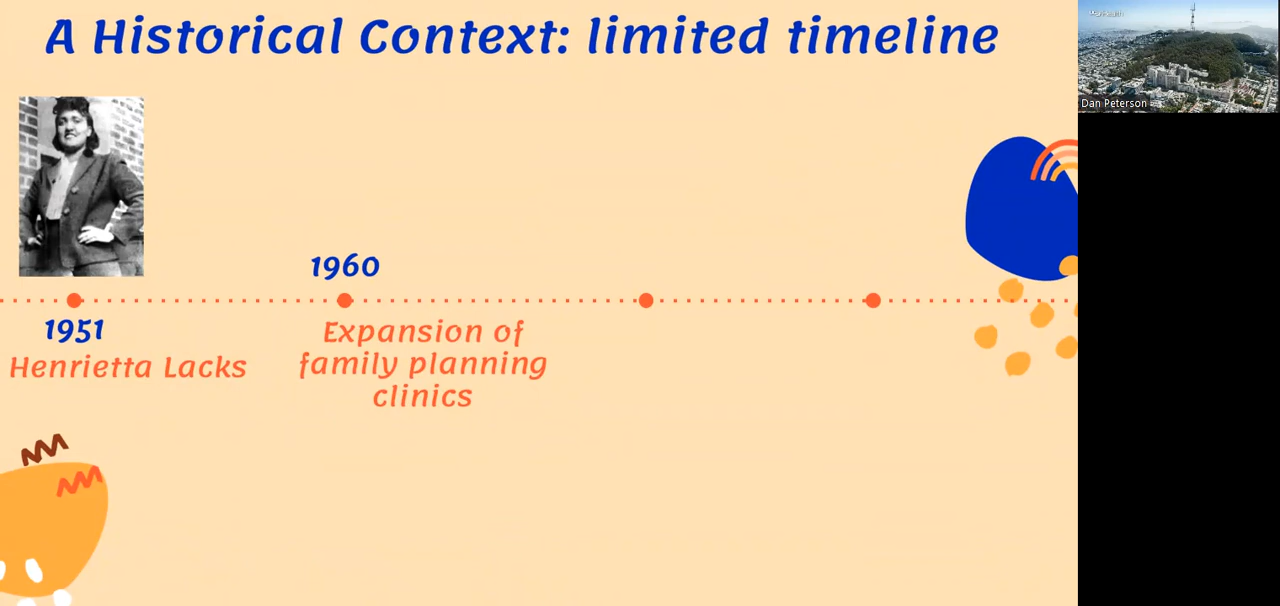 A Historical Context: limited timeline
1960
1951
Henrietta Lacks
Expansion of
family planning
clinics
Dan Peterson